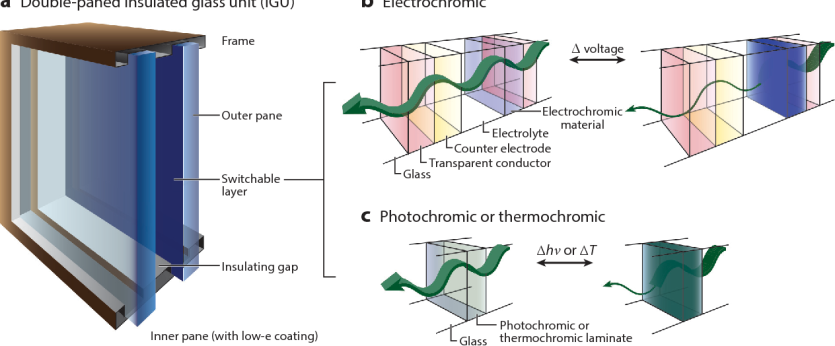 a Double-paned insulated glass unit (IGU)
Frame
Outer pane
Switchable
layer
Insulating gap
Inner pane (with low-e coating)
b Electrochromic
Δ voltage
Electrochromic
material
Electrolyte
Counter electrode
Transparent conductor
Glass
c Photochromic or thermochromic
Δhν or ΔT
Photochromic or
thermochromic laminate
Glass